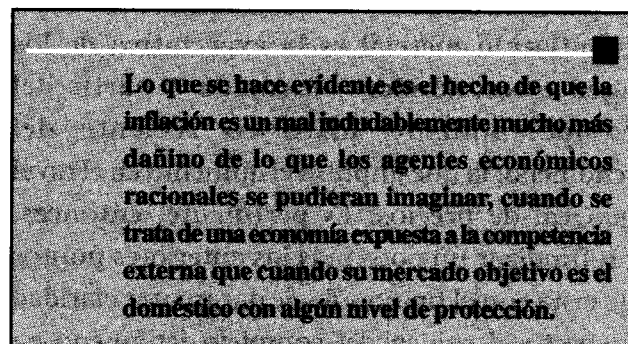 Lo que se hace evidente es el hecho de que la
inflación es un mal indudablemente mucho más
dañino de lo que los agentes económicos
racionales se pudieran imaginar, cuando se
trata de una economía expuesta a la competencia
externa que cuando su mercado objetivo es el
doméstico con algún nivel de protección.